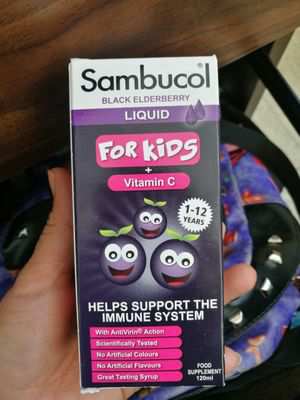 Sambucol
BLACK ELDERBERRY
LIQUID
FOR KIDS
+
Vitamin C
1-12
YEARS
HELPS SUPPORT THE
IMMUNE SYSTEM
With AntiVirin® Action
Scientifically Tested
No Artificial Colours
No Artificial Flavours
Great Tasting Syrup
FOOD
SUPPLEMENT
120ml